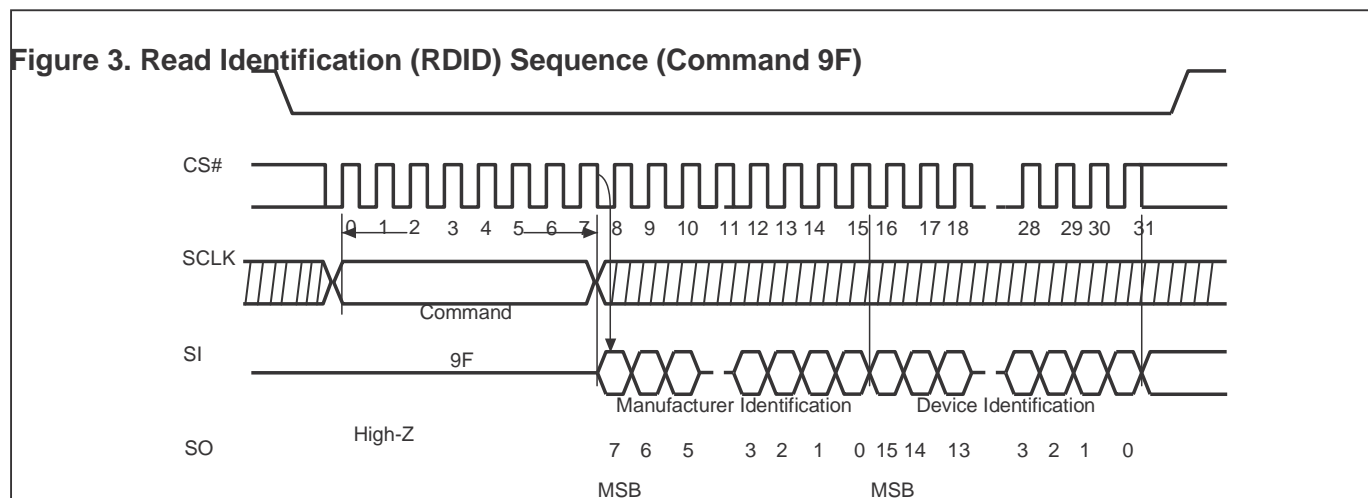 Figure 3. Read Identification (RDID) Sequence (Command 9F)
CS#
0 1 2 3 4 5 6 7 8 9 10 11 12 13 14 15 16 17 18 28 29 30 31
SCLK
Command
SI
9F
Manufacturer Identification Device Identification
High-Z
SO
7 6 5 3 2 1 0 15 14 13 3 2 1 0
MSB MSB